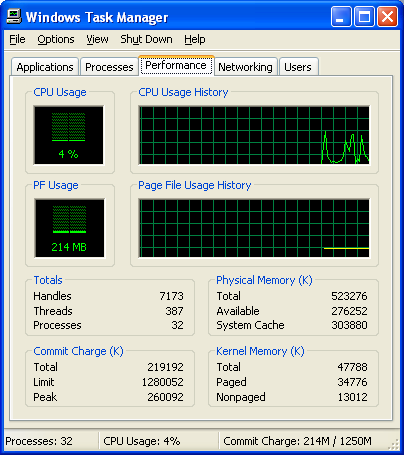 Windows Task Manager
File Options View Shut Down Help
Applications Processes Performance Networking Users
CPU Usage CPU Usage History
4 %
PF Usage Page File Usage History
214 MB
Totals Physical Memory (K)
Handles 7173 Total 523276
Threads 387 Available 276252
Processes 32 System Cache 303880
Commit Charge (K) Kernel Memory (K)
Total 219192 Total 47788
Limit 1280052 Paged 34776
Peak 260092 Nonpaged 13012
Processes: 32 CPU Usage: 4% Commit Charge: 214M / 1250M